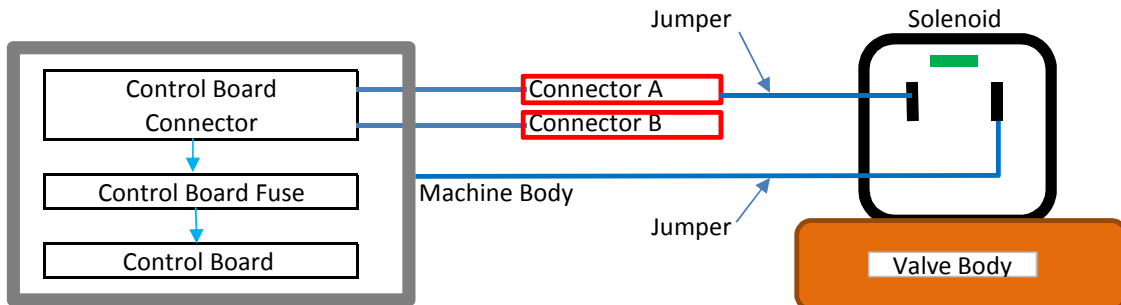 Jumper
Solenoid
Control Board
Connector
Connector A
Connector B
Control Board Fuse
Machine Body
Jumper
Control Board
Valve Body